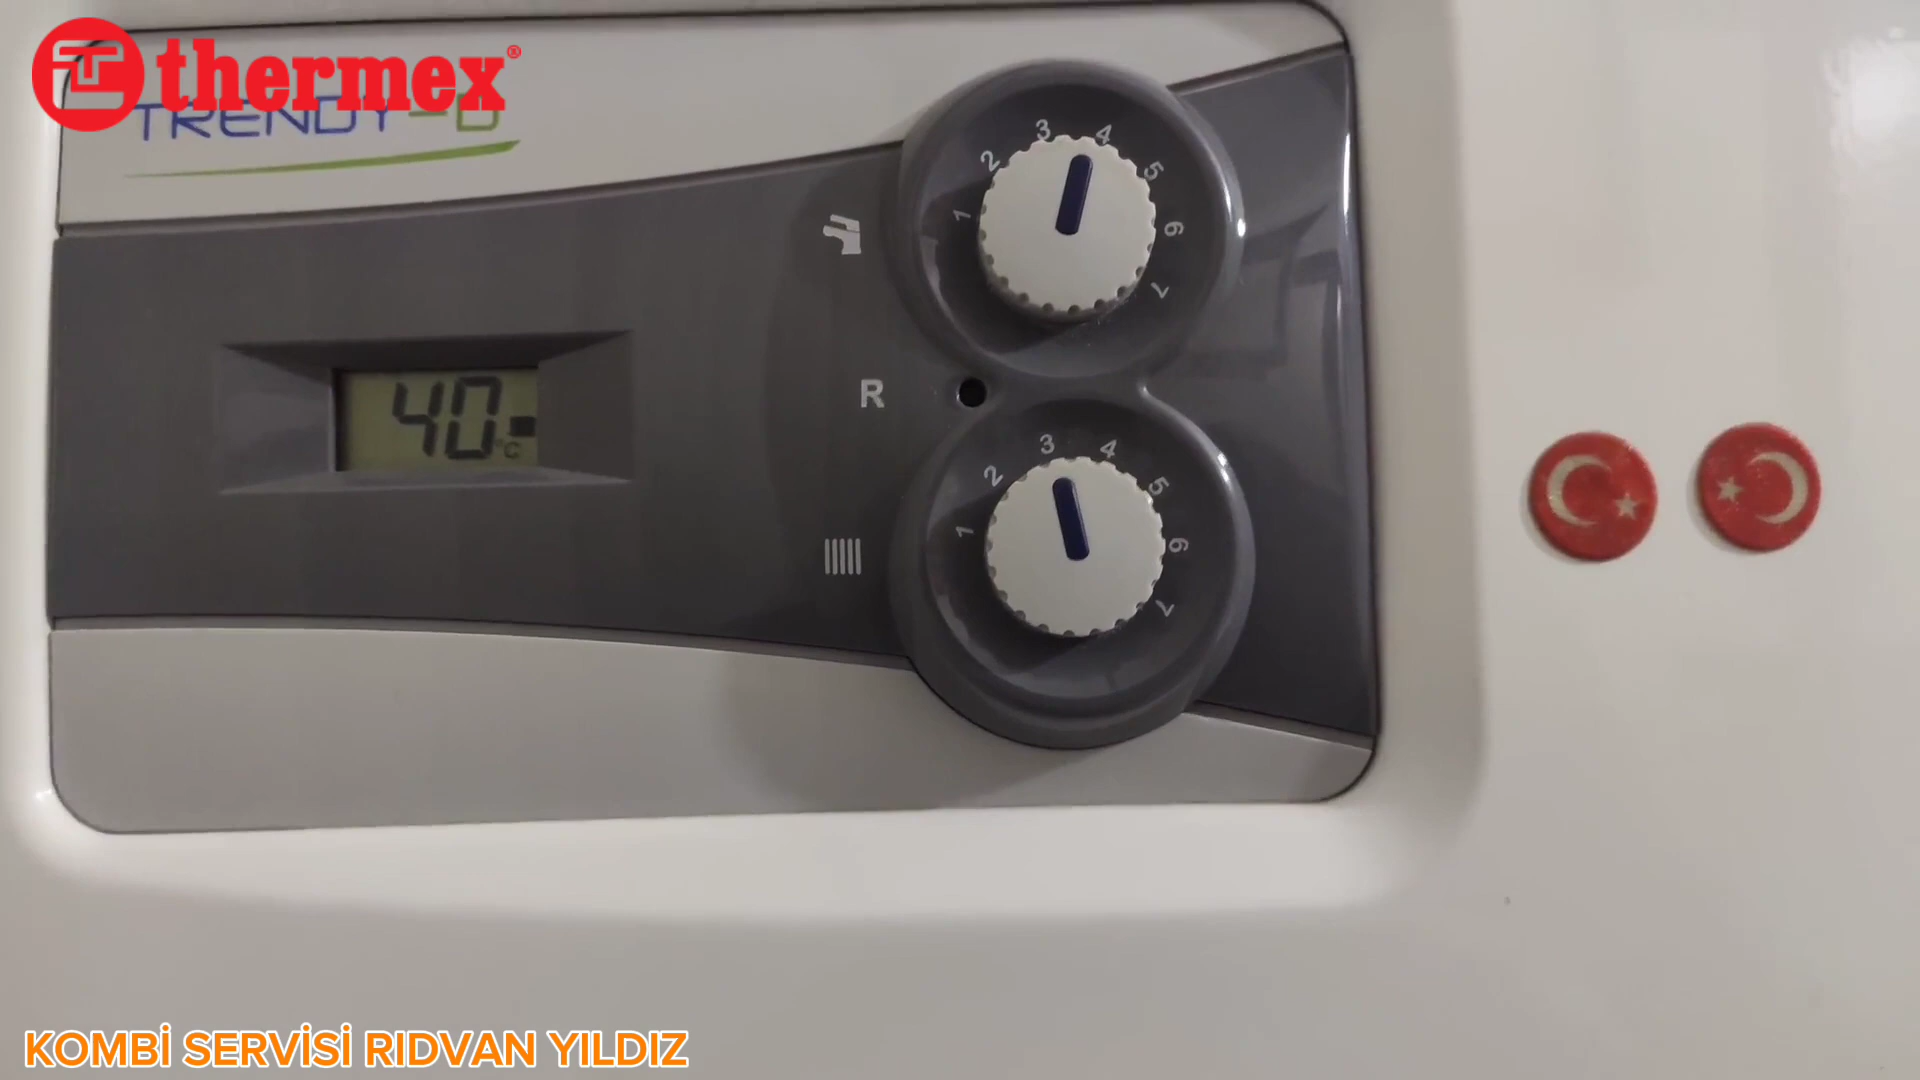 thermex®
TRENDY-D
1 2 3 4 5 6 7
R
40 °C
1 2 3 4 5 6 7
KOMBİ SERVİSİ RIDVAN YILDIZ